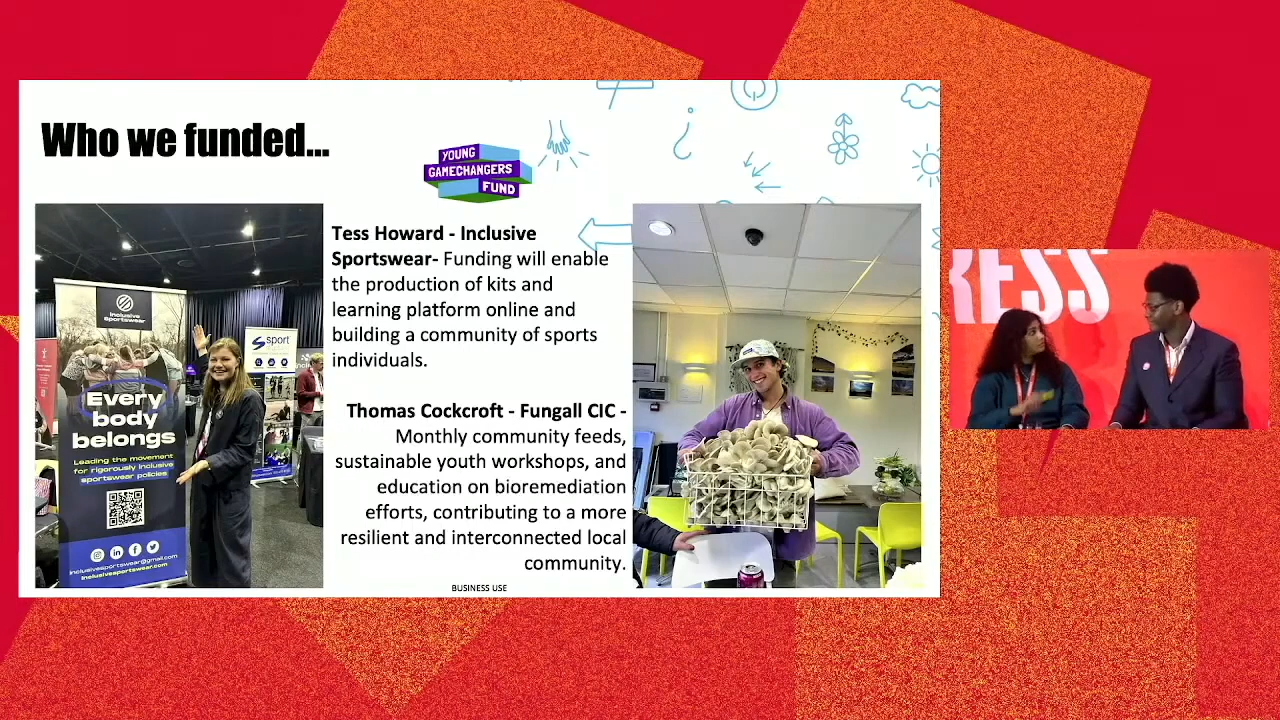 Who we funded...
YOUNG
GAMECHANGERS
FUND
Tess Howard - Inclusive
Sportswear- Funding will enable
the production of kits and
learning platform online and
building a community of sports
individuals.
Thomas Cockcroft - Fungall CIC -
Monthly community feeds,
sustainable youth workshops, and
education on bioremediation
efforts, contributing to a more
resilient and interconnected local
community.
BUSINESS USE
inclusive
sportswear
Every
body
belongs
Leading the movement
for rigorously inclusive
sportswear policies
inclusivesportswear@gmail.com
inclusivesportswear.com
sport
RESS